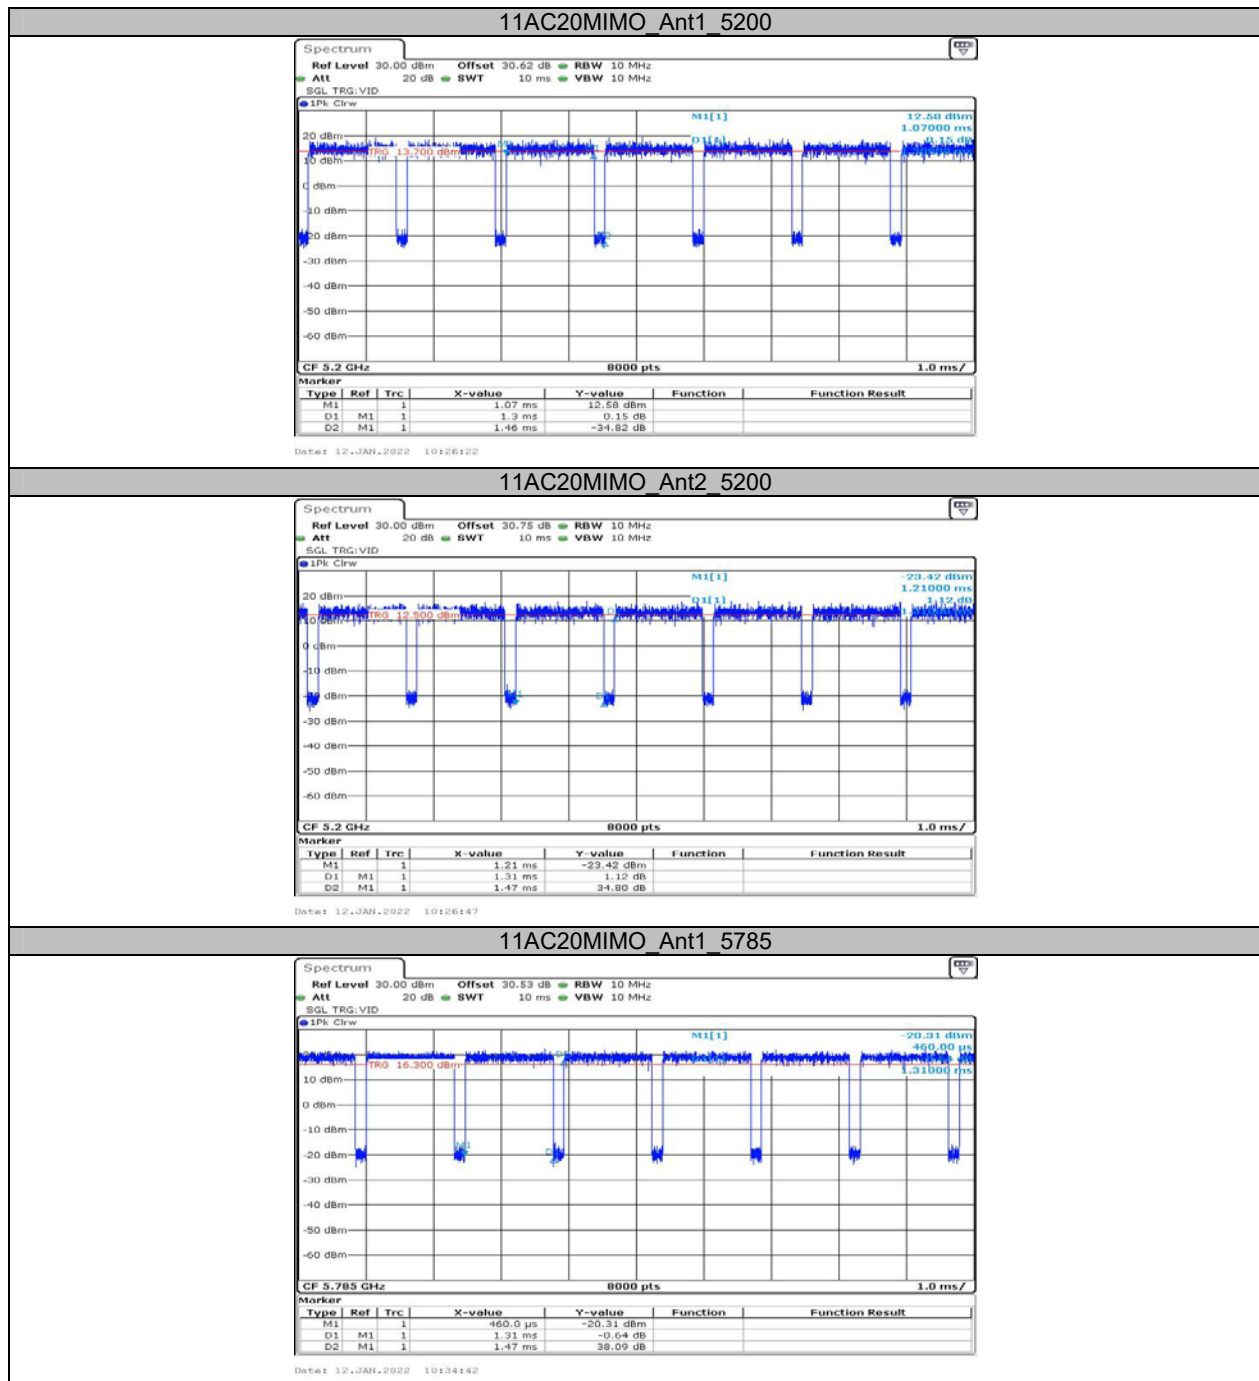 11AC20MIMO_Ant1_5200
Spectrum
Ref Level 30.00 dBm Offset 30.62 dB RBW 10 MHz
Att 20 dB SWT 10 ms VBW 10 MHz
SGL TRG:VID
1Pk Clrw
M1[1] 12.58 dBm
1.07000 ms
20 dBm D1[1] 0.15 dB
TRG 13.700 dBm
10 dBm
0 dBm
-10 dBm
-20 dBm
-30 dBm
-40 dBm
-50 dBm
-60 dBm
CF 5.2 GHz 8000 pts 1.0 ms/
Marker
Type Ref Trc X-value Y-value Function Function Result
M1 1 1.07 ms 12.58 dBm
D1 M1 1 1.3 ms 0.15 dB
D2 M1 1 1.46 ms -34.82 dB
Date: 12.JAN.2022 10:26:22
11AC20MIMO_Ant2_5200
Spectrum
Ref Level 30.00 dBm Offset 30.75 dB RBW 10 MHz
Att 20 dB SWT 10 ms VBW 10 MHz
SGL TRG:VID
1Pk Clrw
M1[1] -23.42 dBm
1.21000 ms
20 dBm D1[1] 1.12 dB
TRG 12.500 dBm
10 dBm
0 dBm
-10 dBm
-20 dBm
-30 dBm
-40 dBm
-50 dBm
-60 dBm
CF 5.2 GHz 8000 pts 1.0 ms/
Marker
Type Ref Trc X-value Y-value Function Function Result
M1 1 1.21 ms -23.42 dBm
D1 M1 1 1.31 ms 1.12 dB
D2 M1 1 1.47 ms 34.80 dB
Date: 12.JAN.2022 10:26:47
11AC20MIMO_Ant1_5785
Spectrum
Ref Level 30.00 dBm Offset 30.53 dB RBW 10 MHz
Att 20 dB SWT 10 ms VBW 10 MHz
SGL TRG:VID
1Pk Clrw
M1[1] -20.31 dBm
460.00 µs
TRG 16.300 dBm 1.31000 ms
10 dBm
0 dBm
-10 dBm
-20 dBm
-30 dBm
-40 dBm
-50 dBm
-60 dBm
CF 5.785 GHz 8000 pts 1.0 ms/
Marker
Type Ref Trc X-value Y-value Function Function Result
M1 1 460.0 µs -20.31 dBm
D1 M1 1 1.31 ms -0.64 dB
D2 M1 1 1.47 ms 38.09 dB
Date: 12.JAN.2022 10:34:42